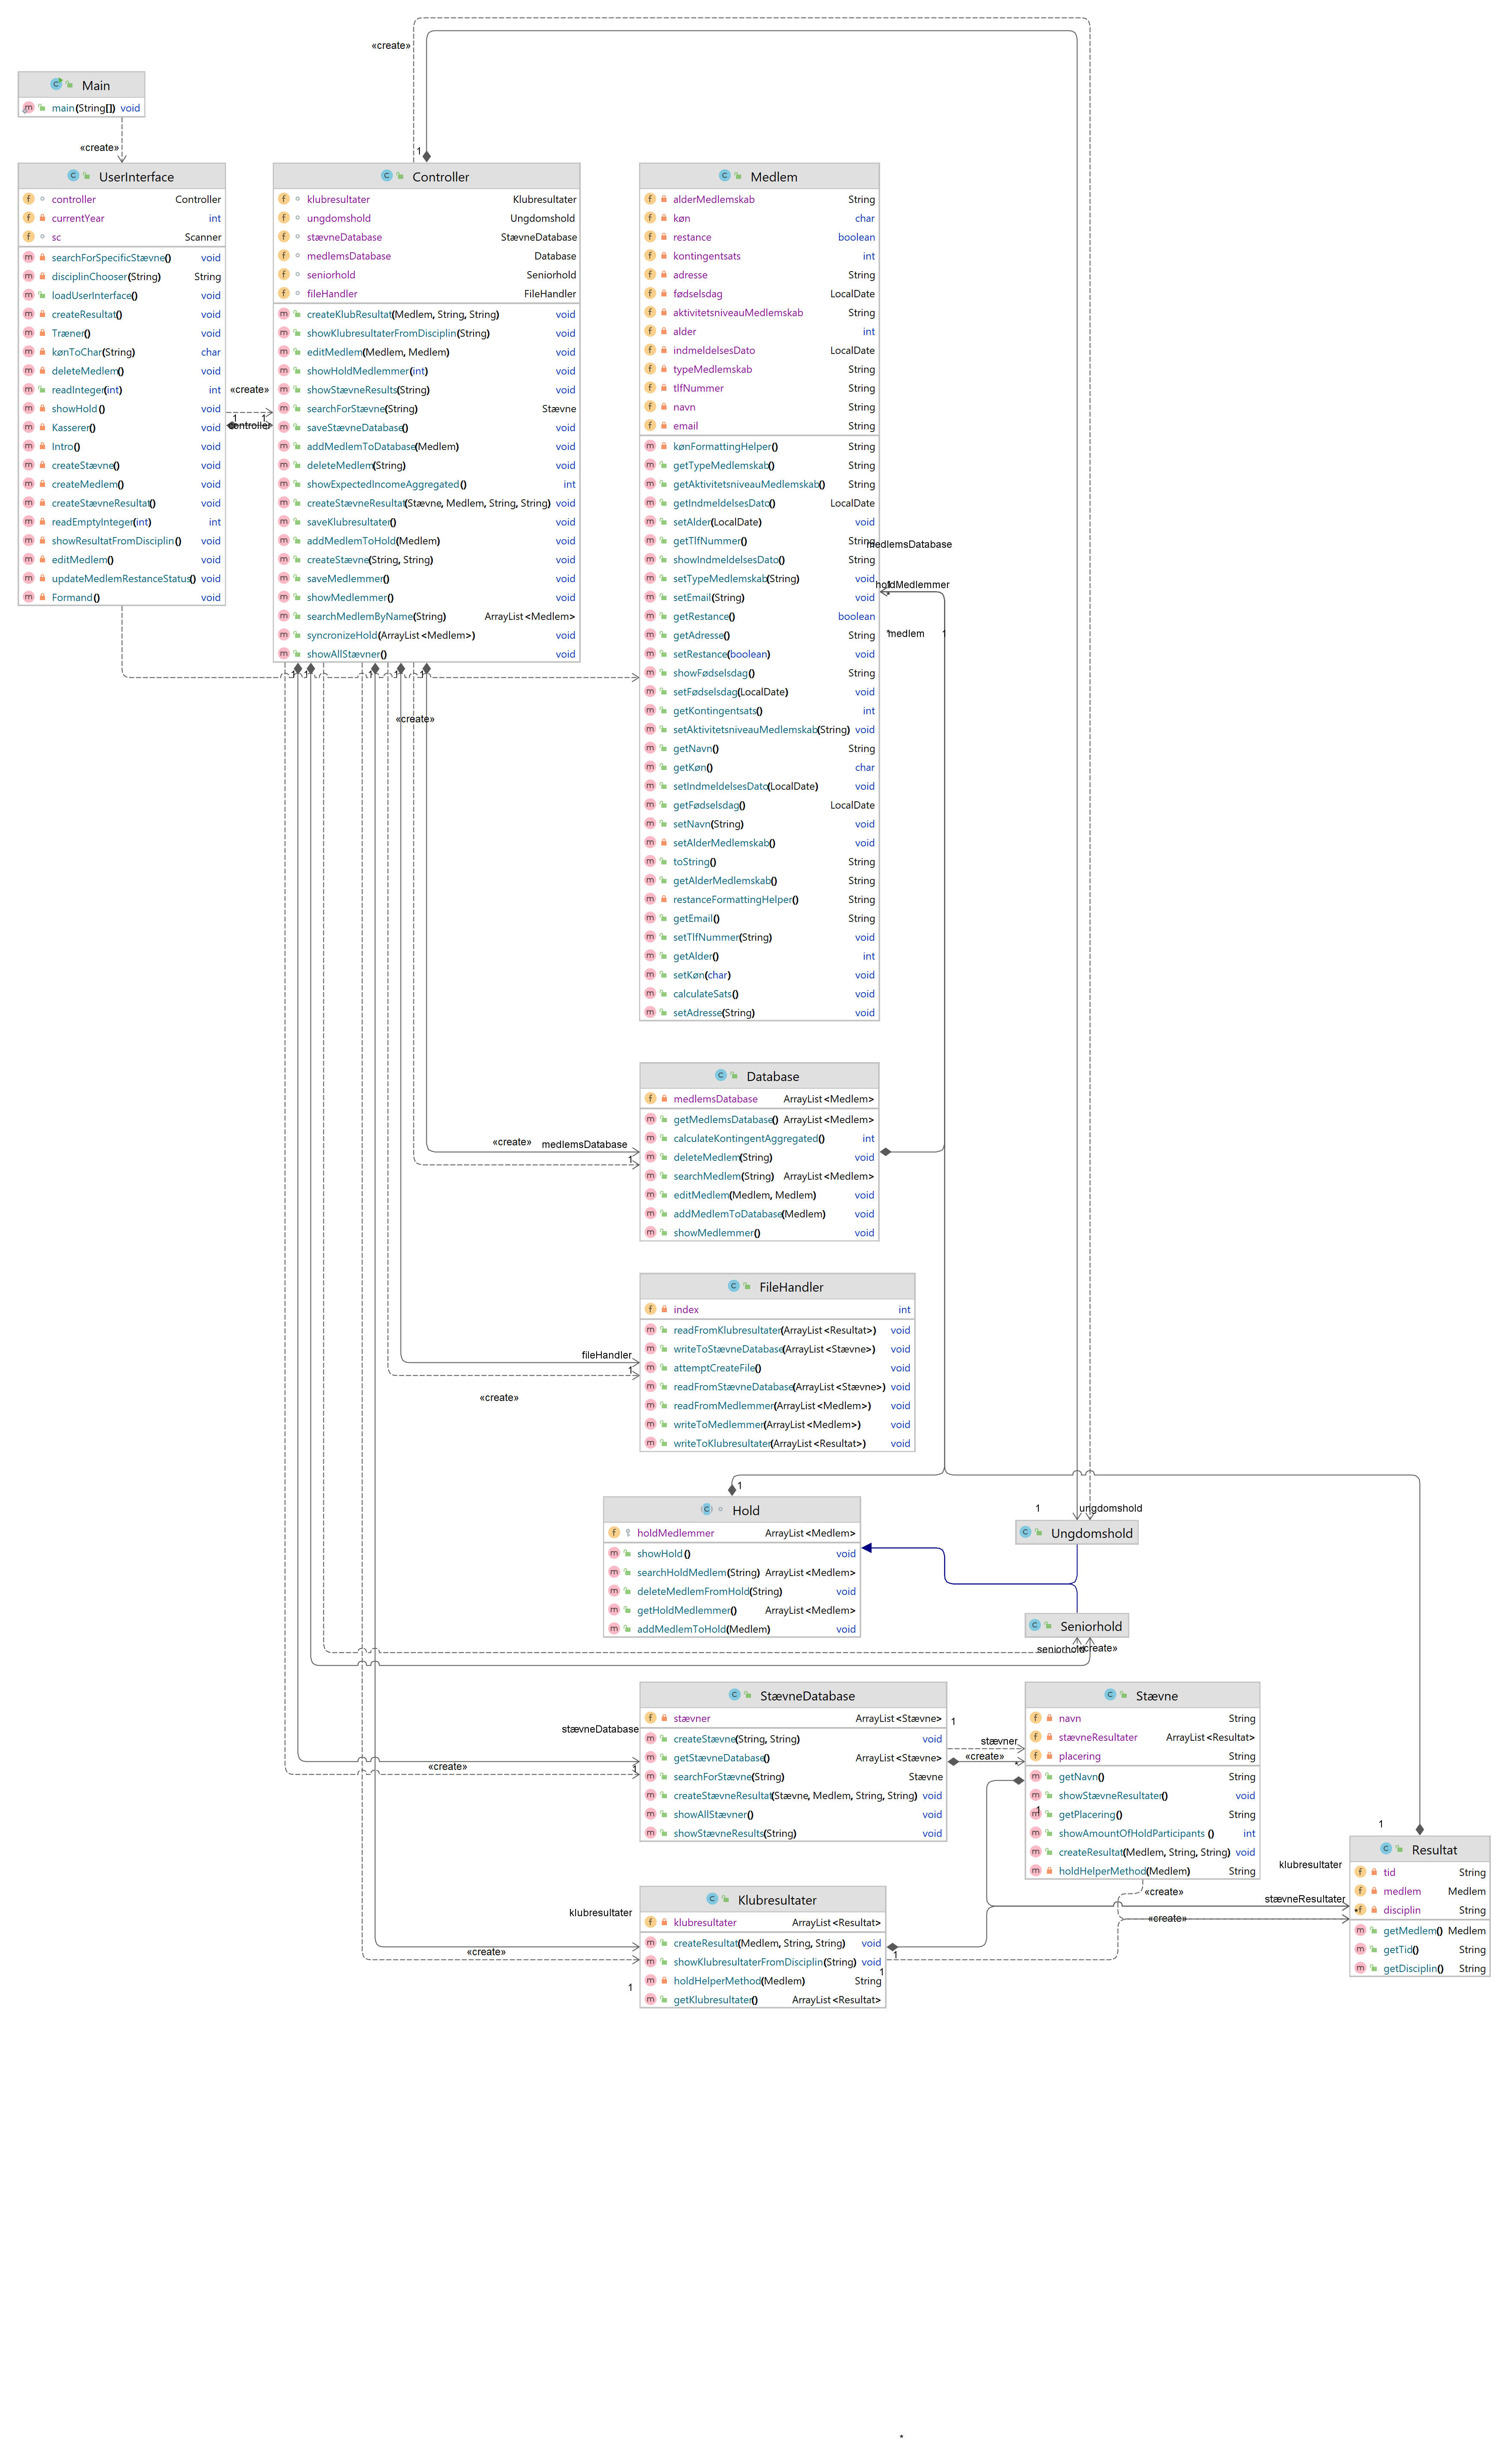 «create»
Main
main(String[]) void
«create»
UserInterface
controller Controller
currentYear int
sc Scanner
searchForSpecificStævne() void
disciplinChooser(String) String
loadUserInterface() void
createResultat() void
Træner() void
kønToChar(String) char
deleteMedlem() void
readInteger(int) int
showHold() void
Kasserer() void
Intro() void
createStævne() void
createMedlem() void
createStævneResultat() void
readEmptyInteger(int) int
showResultatFromDisciplin() void
editMedlem() void
updateMedlemRestanceStatus() void
Formand() void
«create»
1 1
controller
1
Controller
klubresultater Klubresultater
ungdomshold Ungdomshold
stævneDatabase StævneDatabase
medlemsDatabase Database
seniorhold Seniorhold
fileHandler FileHandler
createKlubResultat(Medlem, String, String) void
showKlubresultaterFromDisciplin(String) void
editMedlem(Medlem, Medlem) void
showHoldMedlemmer(int) void
showStævneResults(String) void
searchForStævne(String) Stævne
saveStævneDatabase() void
addMedlemToDatabase(Medlem) void
deleteMedlem(String) void
showExpectedIncomeAggregated() int
createStævneResultat(Stævne, Medlem, String, String) void
saveKlubresultater() void
addMedlemToHold(Medlem) void
createStævne(String, String) void
saveMedlemmer() void
showMedlemmer() void
searchMedlemByName(String) ArrayList<Medlem>
syncronizeHold(ArrayList<Medlem>) void
showAllStævner() void
1 1 1 1 1
«create»
Medlem
alderMedlemskab String
køn char
restance boolean
kontingentsats int
adresse String
fødselsdag LocalDate
aktivitetsniveauMedlemskab String
alder int
indmeldelsesDato LocalDate
typeMedlemskab String
tlfNummer String
navn String
email String
kønFormattingHelper() String
getTypeMedlemskab() String
getAktivitetsniveauMedlemskab() String
getIndmeldelsesDato() LocalDate
setAlder(LocalDate) void
getTlfNummer() String
showIndmeldelsesDato() String
setTypeMedlemskab(String) void
setEmail(String) void
getRestance() boolean
getAdresse() String
setRestance(boolean) void
showFødselsdag() String
setFødselsdag(LocalDate) void
getKontingentsats() int
setAktivitetsniveauMedlemskab(String) void
getNavn() String
getKøn() char
setIndmeldelsesDato(LocalDate) void
getFødselsdag() LocalDate
setNavn(String) void
setAlderMedlemskab() void
toString() String
getAlderMedlemskab() String
restanceFormattingHelper() String
getEmail() String
setTlfNummer(String) void
getAlder() int
setKøn(char) void
calculateSats() void
setAdresse(String) void
medlemsDatabase
holdMedlemmer
*
*medlem 1
Database
medlemsDatabase ArrayList<Medlem>
getMedlemsDatabase() ArrayList<Medlem>
calculateKontingentAggregated() int
deleteMedlem(String) void
searchMedlem(String) ArrayList<Medlem>
editMedlem(Medlem, Medlem) void
addMedlemToDatabase(Medlem) void
showMedlemmer() void
«create» medlemsDatabase
1
FileHandler
index int
readFromKlubresultater(ArrayList<Resultat>) void
writeToStævneDatabase(ArrayList<Stævne>) void
attemptCreateFile() void
readFromStævneDatabase(ArrayList<Stævne>) void
readFromMedlemmer(ArrayList<Medlem>) void
writeToMedlemmer(ArrayList<Medlem>) void
writeToKlubresultater(ArrayList<Resultat>) void
fileHandler
1
«create»
1
Hold
holdMedlemmer ArrayList<Medlem>
showHold() void
searchHoldMedlem(String) ArrayList<Medlem>
deleteMedlemFromHold(String) void
getHoldMedlemmer() ArrayList<Medlem>
addMedlemToHold(Medlem) void
1 ungdomshold
Ungdomshold
Seniorhold
seniorhold «create»
StævneDatabase
stævner ArrayList<Stævne>
createStævne(String, String) void
getStævneDatabase() ArrayList<Stævne>
searchForStævne(String) Stævne
createStævneResultat(Stævne, Medlem, String, String) void
showAllStævner() void
showStævneResults(String) void
stævneDatabase
«create» 1
1
stævner
«create» *
Stævne
navn String
stævneResultater ArrayList<Resultat>
placering String
getNavn() String
showStævneResultater() void
getPlacering() String
showAmountOfHoldParticipants() int
createResultat(Medlem, String, String) void
holdHelperMethod(Medlem) String
1
«create»
«create»
klubresultater
stævneResultater
1
Resultat
tid String
medlem Medlem
disciplin String
getMedlem() Medlem
getTid() String
getDisciplin() String
*
Klubresultater
klubresultater ArrayList<Resultat>
createResultat(Medlem, String, String) void
showKlubresultaterFromDisciplin(String) void
holdHelperMethod(Medlem) String
getKlubresultater() ArrayList<Resultat>
klubresultater
«create»
1
1
1
*